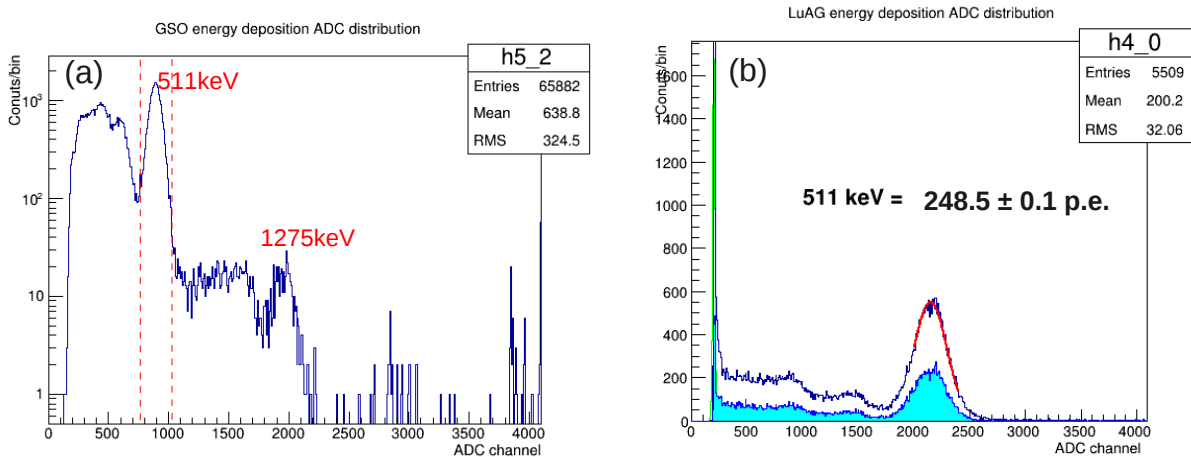 GSO energy deposition ADC distribution
(a)
511keV
1275keV
h5_2
Entries 65882
Mean 638.8
RMS 324.5
Conuts/bin
10³
10²
10
1
0 500 1000 1500 2000 2500 3000 3500 4000
ADC channel
LuAG energy deposition ADC distribution
(b)
h4_0
Entries 5509
Mean 200.2
RMS 32.06
511 keV = 248.5 ± 0.1 p.e.
Conuts/bin
1600
1400
1200
1000
800
600
400
200
0
0 500 1000 1500 2000 2500 3000 3500 4000
ADC channel